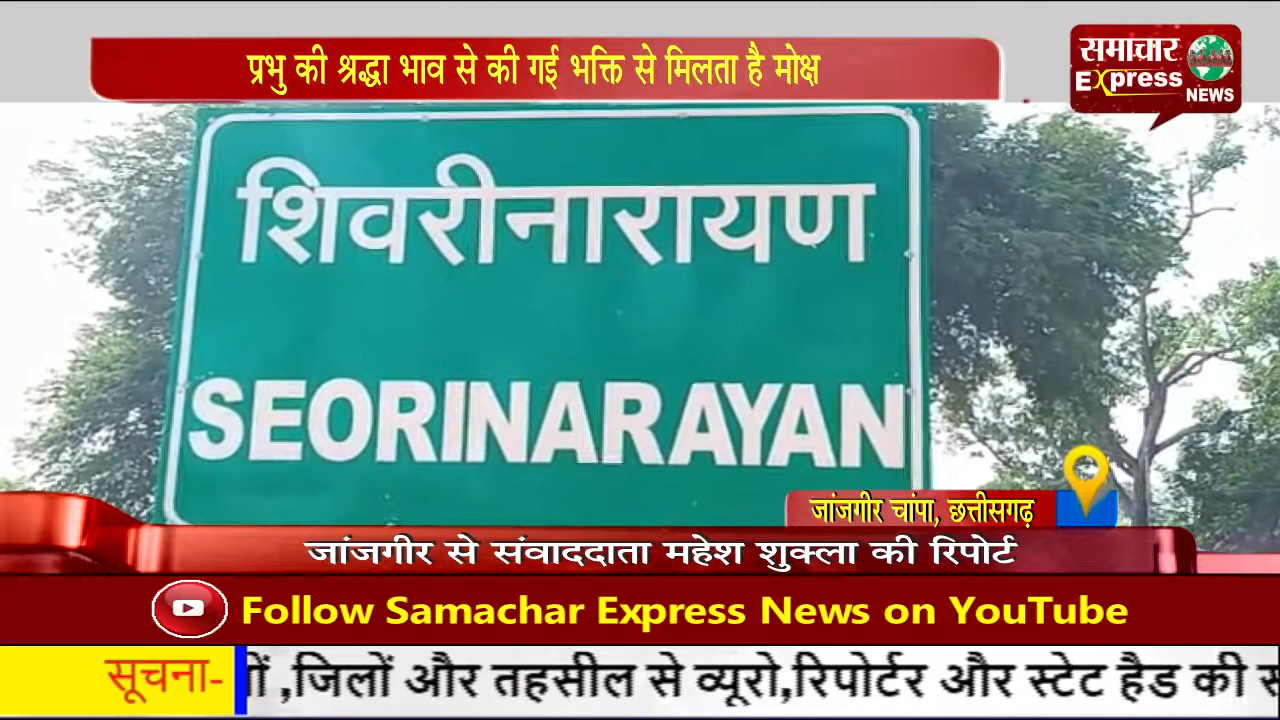 प्रभु की श्रद्धा भाव से की गई भक्ति से मिलता है मोक्ष
समाचार
Express
NEWS
शिवरीनारायण
SEORINARAYAN
जांजगीर चांपा, छत्तीसगढ़
जांजगीर से संवाददाता महेश शुक्ला की रिपोर्ट
Follow Samachar Express News on YouTube
सूचना- ,जिलों और तहसील से ब्यूरो,रिपोर्टर और स्टेट हैड की